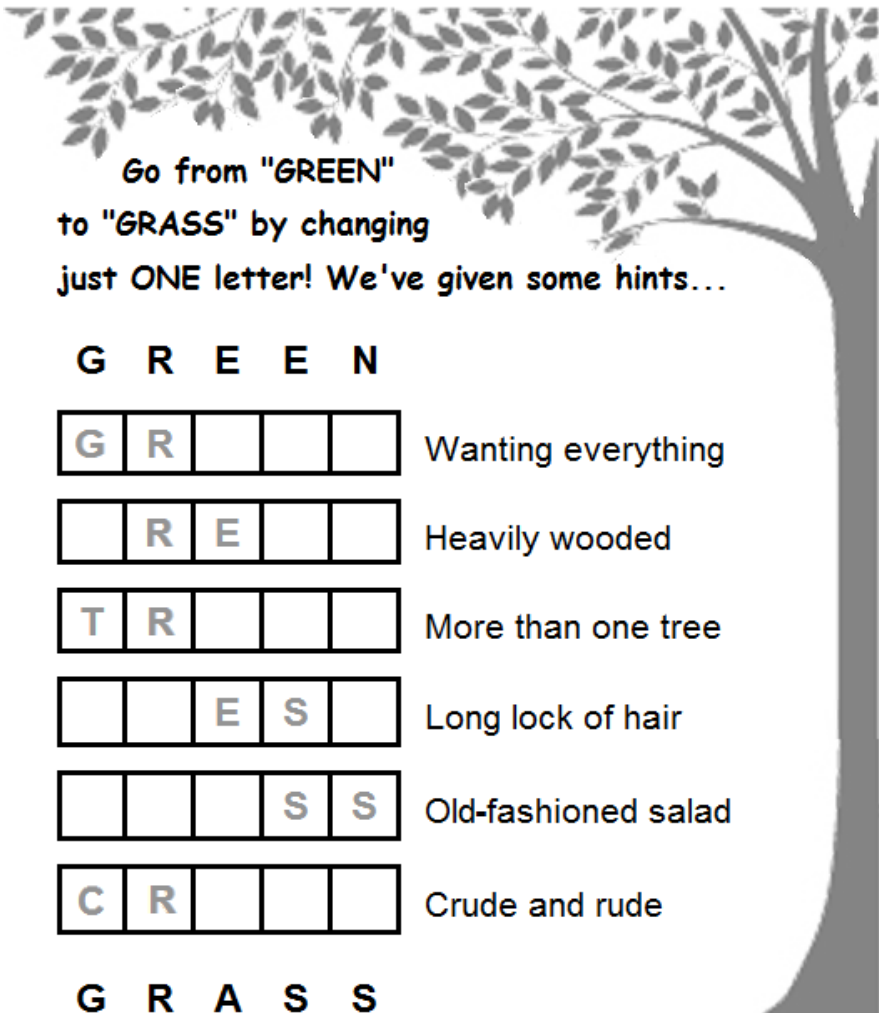 Go from "GREEN"
to "GRASS" by changing
just ONE letter! We've given some hints...
G R E E N
G R Wanting everything
R E Heavily wooded
T R More than one tree
E S Long lock of hair
S S Old-fashioned salad
C R Crude and rude
G R A S S